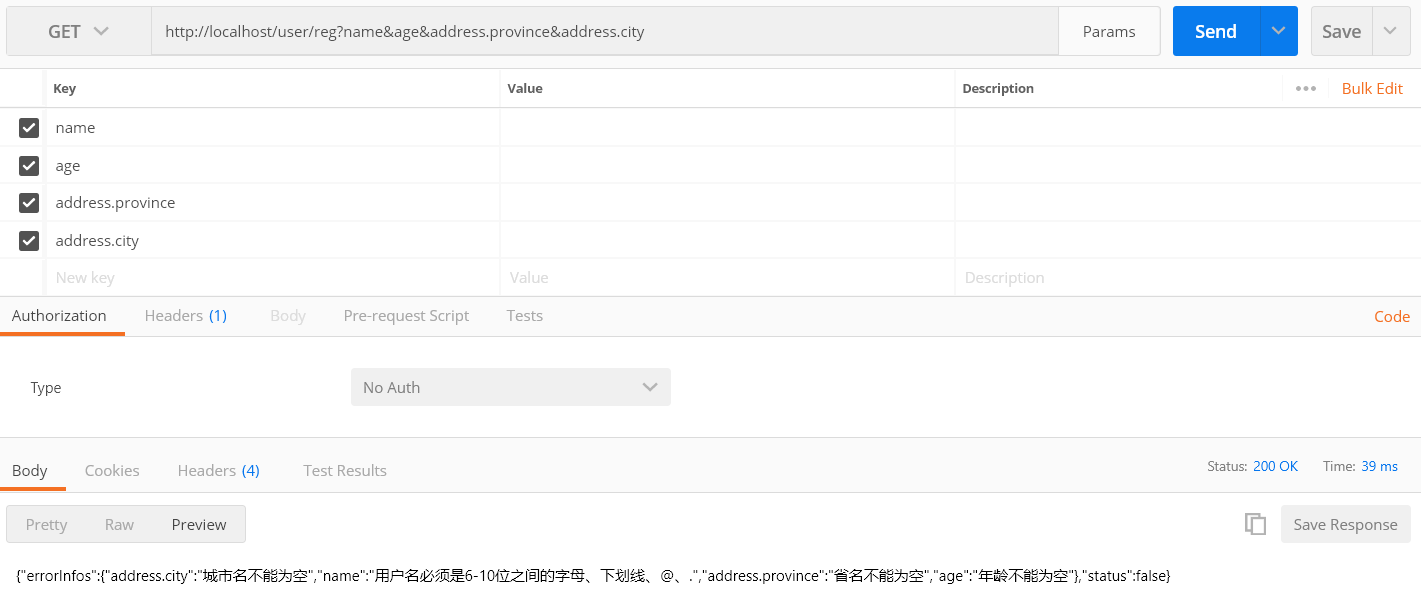 GET http://localhost/user/reg?name&age&address.province&address.city Params Send Save
Key Value Description ••• Bulk Edit
name
age
address.province
address.city
New key Value Description
Authorization Headers (1) Body Pre-request Script Tests Code
Type No Auth
Body Cookies Headers (4) Test Results Status: 200 OK Time: 39 ms
Pretty Raw Preview Save Response
{"errorInfos":{"address.city":"城市名不能为空","name":"用户名必须是6-10位之间的字母、下划线、@、.","address.province":"省名不能为空","age":"年龄不能为空"},"status":false}